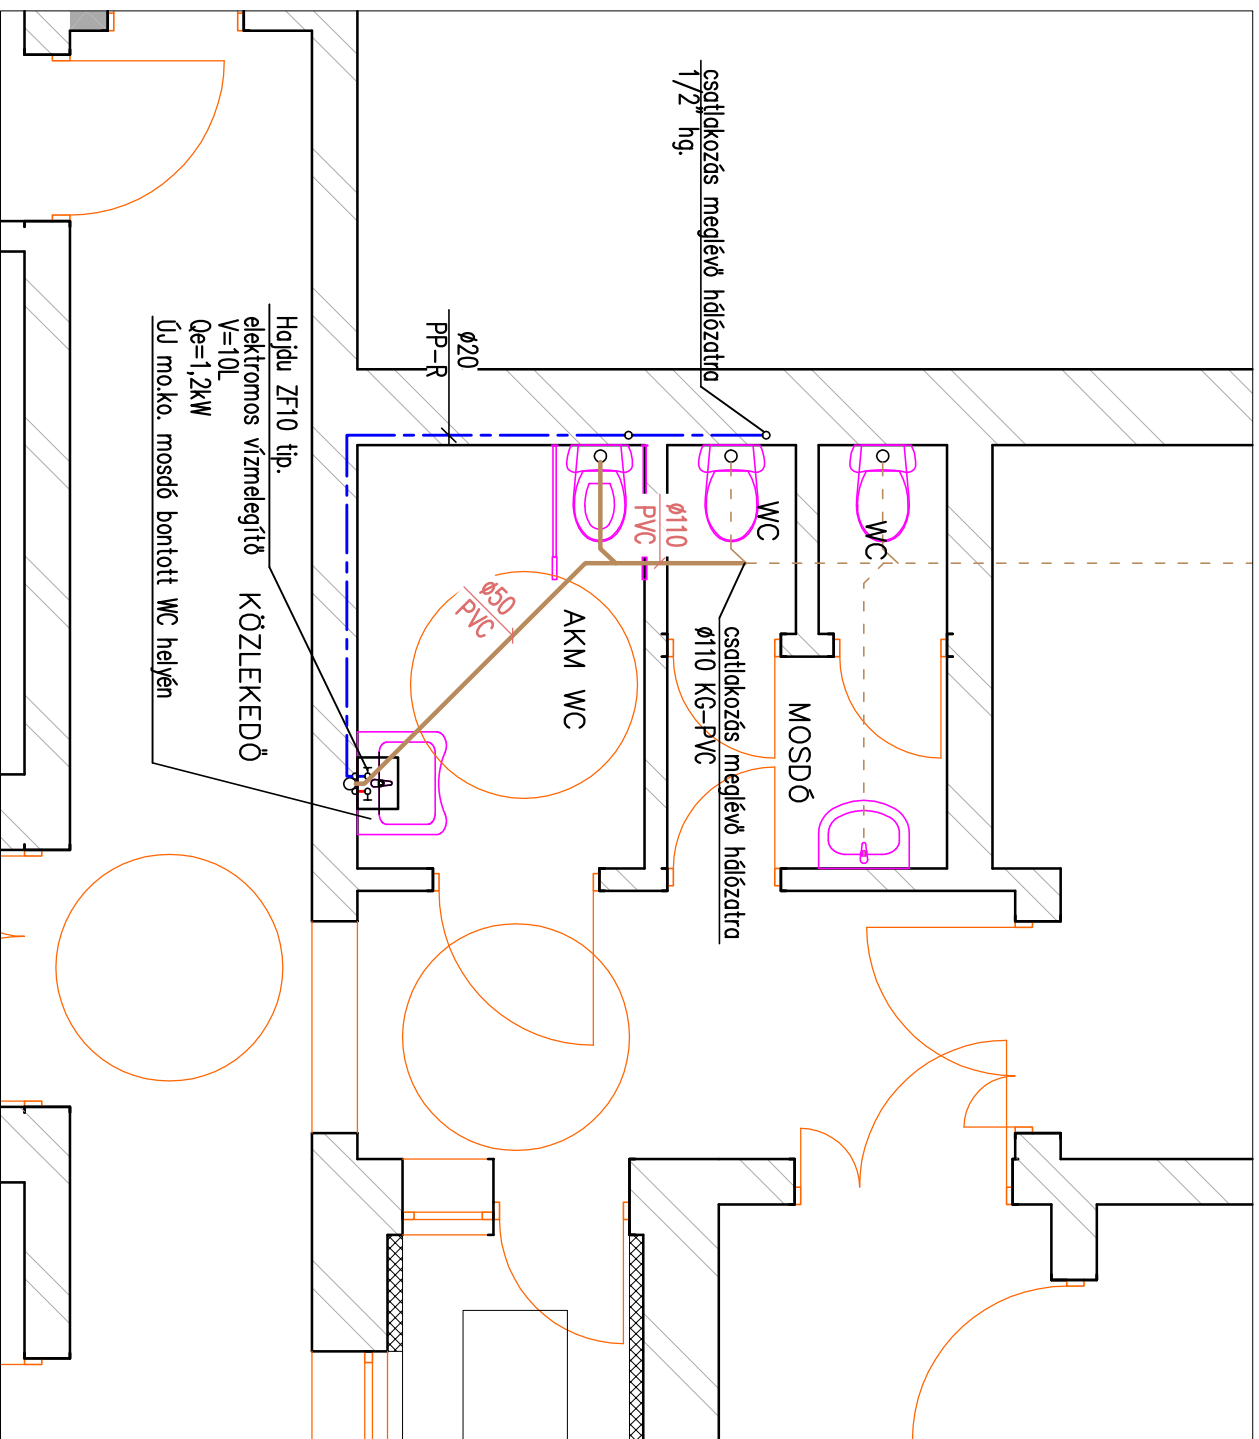 csatlakozás meglévő hálózatra
1/2" hg.
ø20
PP-R
Hajdu ZF10 tip.
elektromos vízmelegítő
V=10L
Qe=1,2kW
ÚJ mo.ko. mosdó bontott WC helyén
KÖZLEKEDŐ
WC
WC
ø110
PVC
ø50
PVC
AKM WC
csatlakozás meglévő hálózatra
ø110 KG-PVC
MOSDÓ